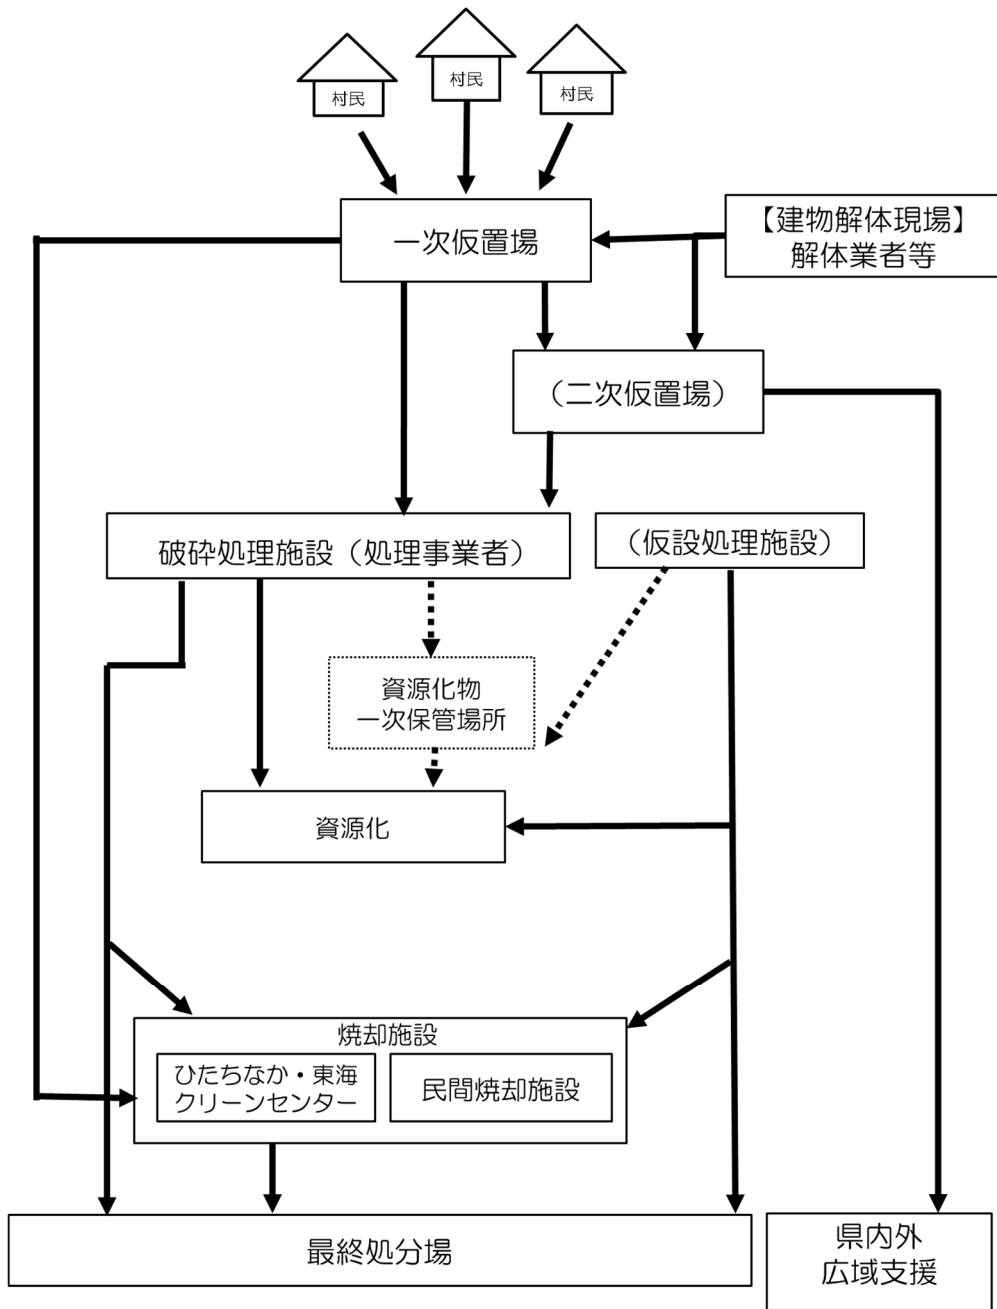 村民
村民
村民
一次仮置場
【建物解体現場】
解体業者等
（二次仮置場）
破砕処理施設（処理事業者）
（仮設処理施設）
資源化物
一次保管場所
資源化
焼却施設
ひたちなか・東海
クリーンセンター
民間焼却施設
最終処分場
県内外
広域支援